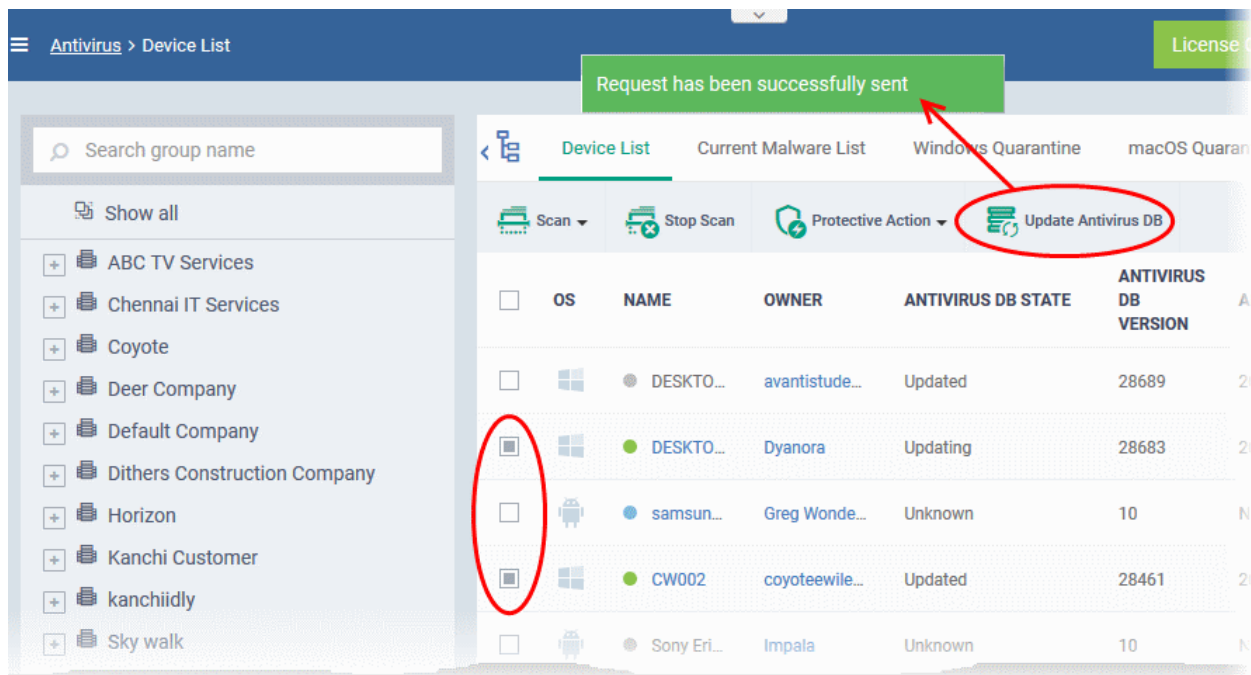 Antivirus > Device List
License
Request has been successfully sent
Search group name
Show all
ABC TV Services
Chennai IT Services
Coyote
Deer Company
Default Company
Dithers Construction Company
Horizon
Kanchi Customer
kanchiidly
Sky walk
Device List Current Malware List Windows Quarantine macOS Quaran
Scan Stop Scan Protective Action Update Antivirus DB
OS NAME OWNER ANTIVIRUS DB STATE ANTIVIRUS DB VERSION A
DESKTO... avantistude... Updated 28689 2
DESKTO... Dyanora Updating 28683 2
samsun... Greg Wonde... Unknown 10 N
CW002 coyoteewile... Updated 28461 2
Sony Eri... Impala Unknown 10 N